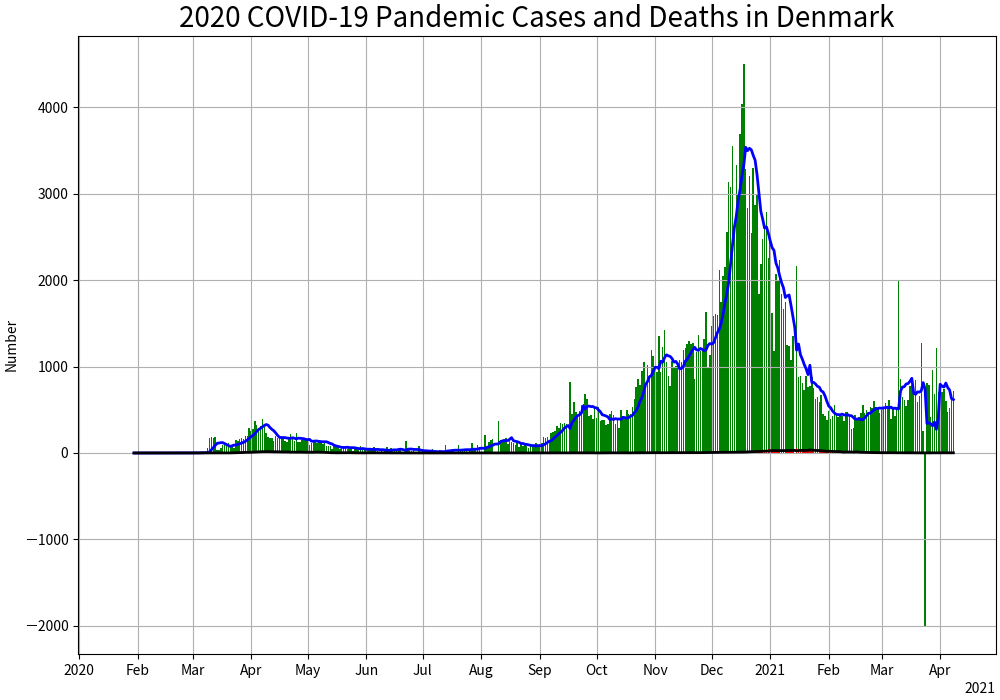 2020 COVID-19 Pandemic Cases and Deaths in Denmark
Number
4000
3000
2000
1000
0
−1000
−2000
2020 Feb Mar Apr May Jun Jul Aug Sep Oct Nov Dec 2021 Feb Mar Apr
2021